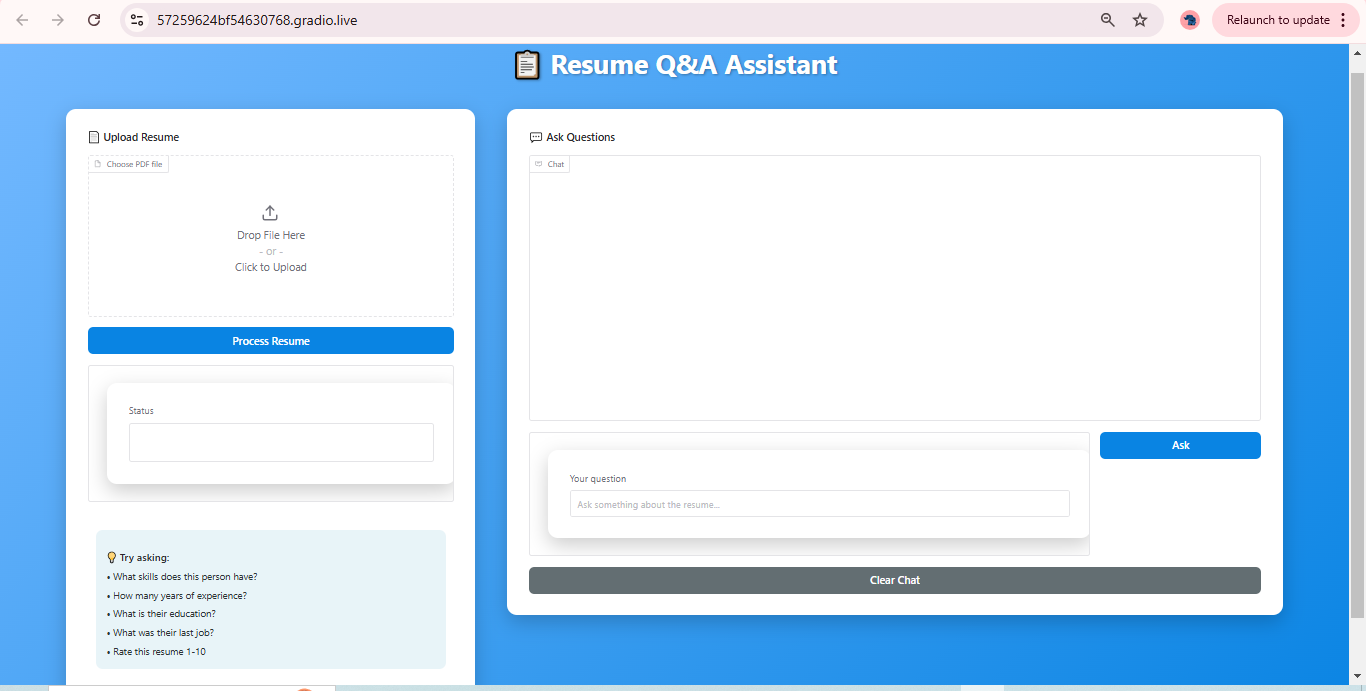 57259624bf54630768.gradio.live
Relaunch to update
Resume Q&A Assistant
Upload Resume
Choose PDF file
Drop File Here
- or -
Click to Upload
Process Resume
Status
Try asking:
• What skills does this person have?
• How many years of experience?
• What is their education?
• What was their last job?
• Rate this resume 1-10
Ask Questions
Chat
Your question
Ask something about the resume...
Ask
Clear Chat